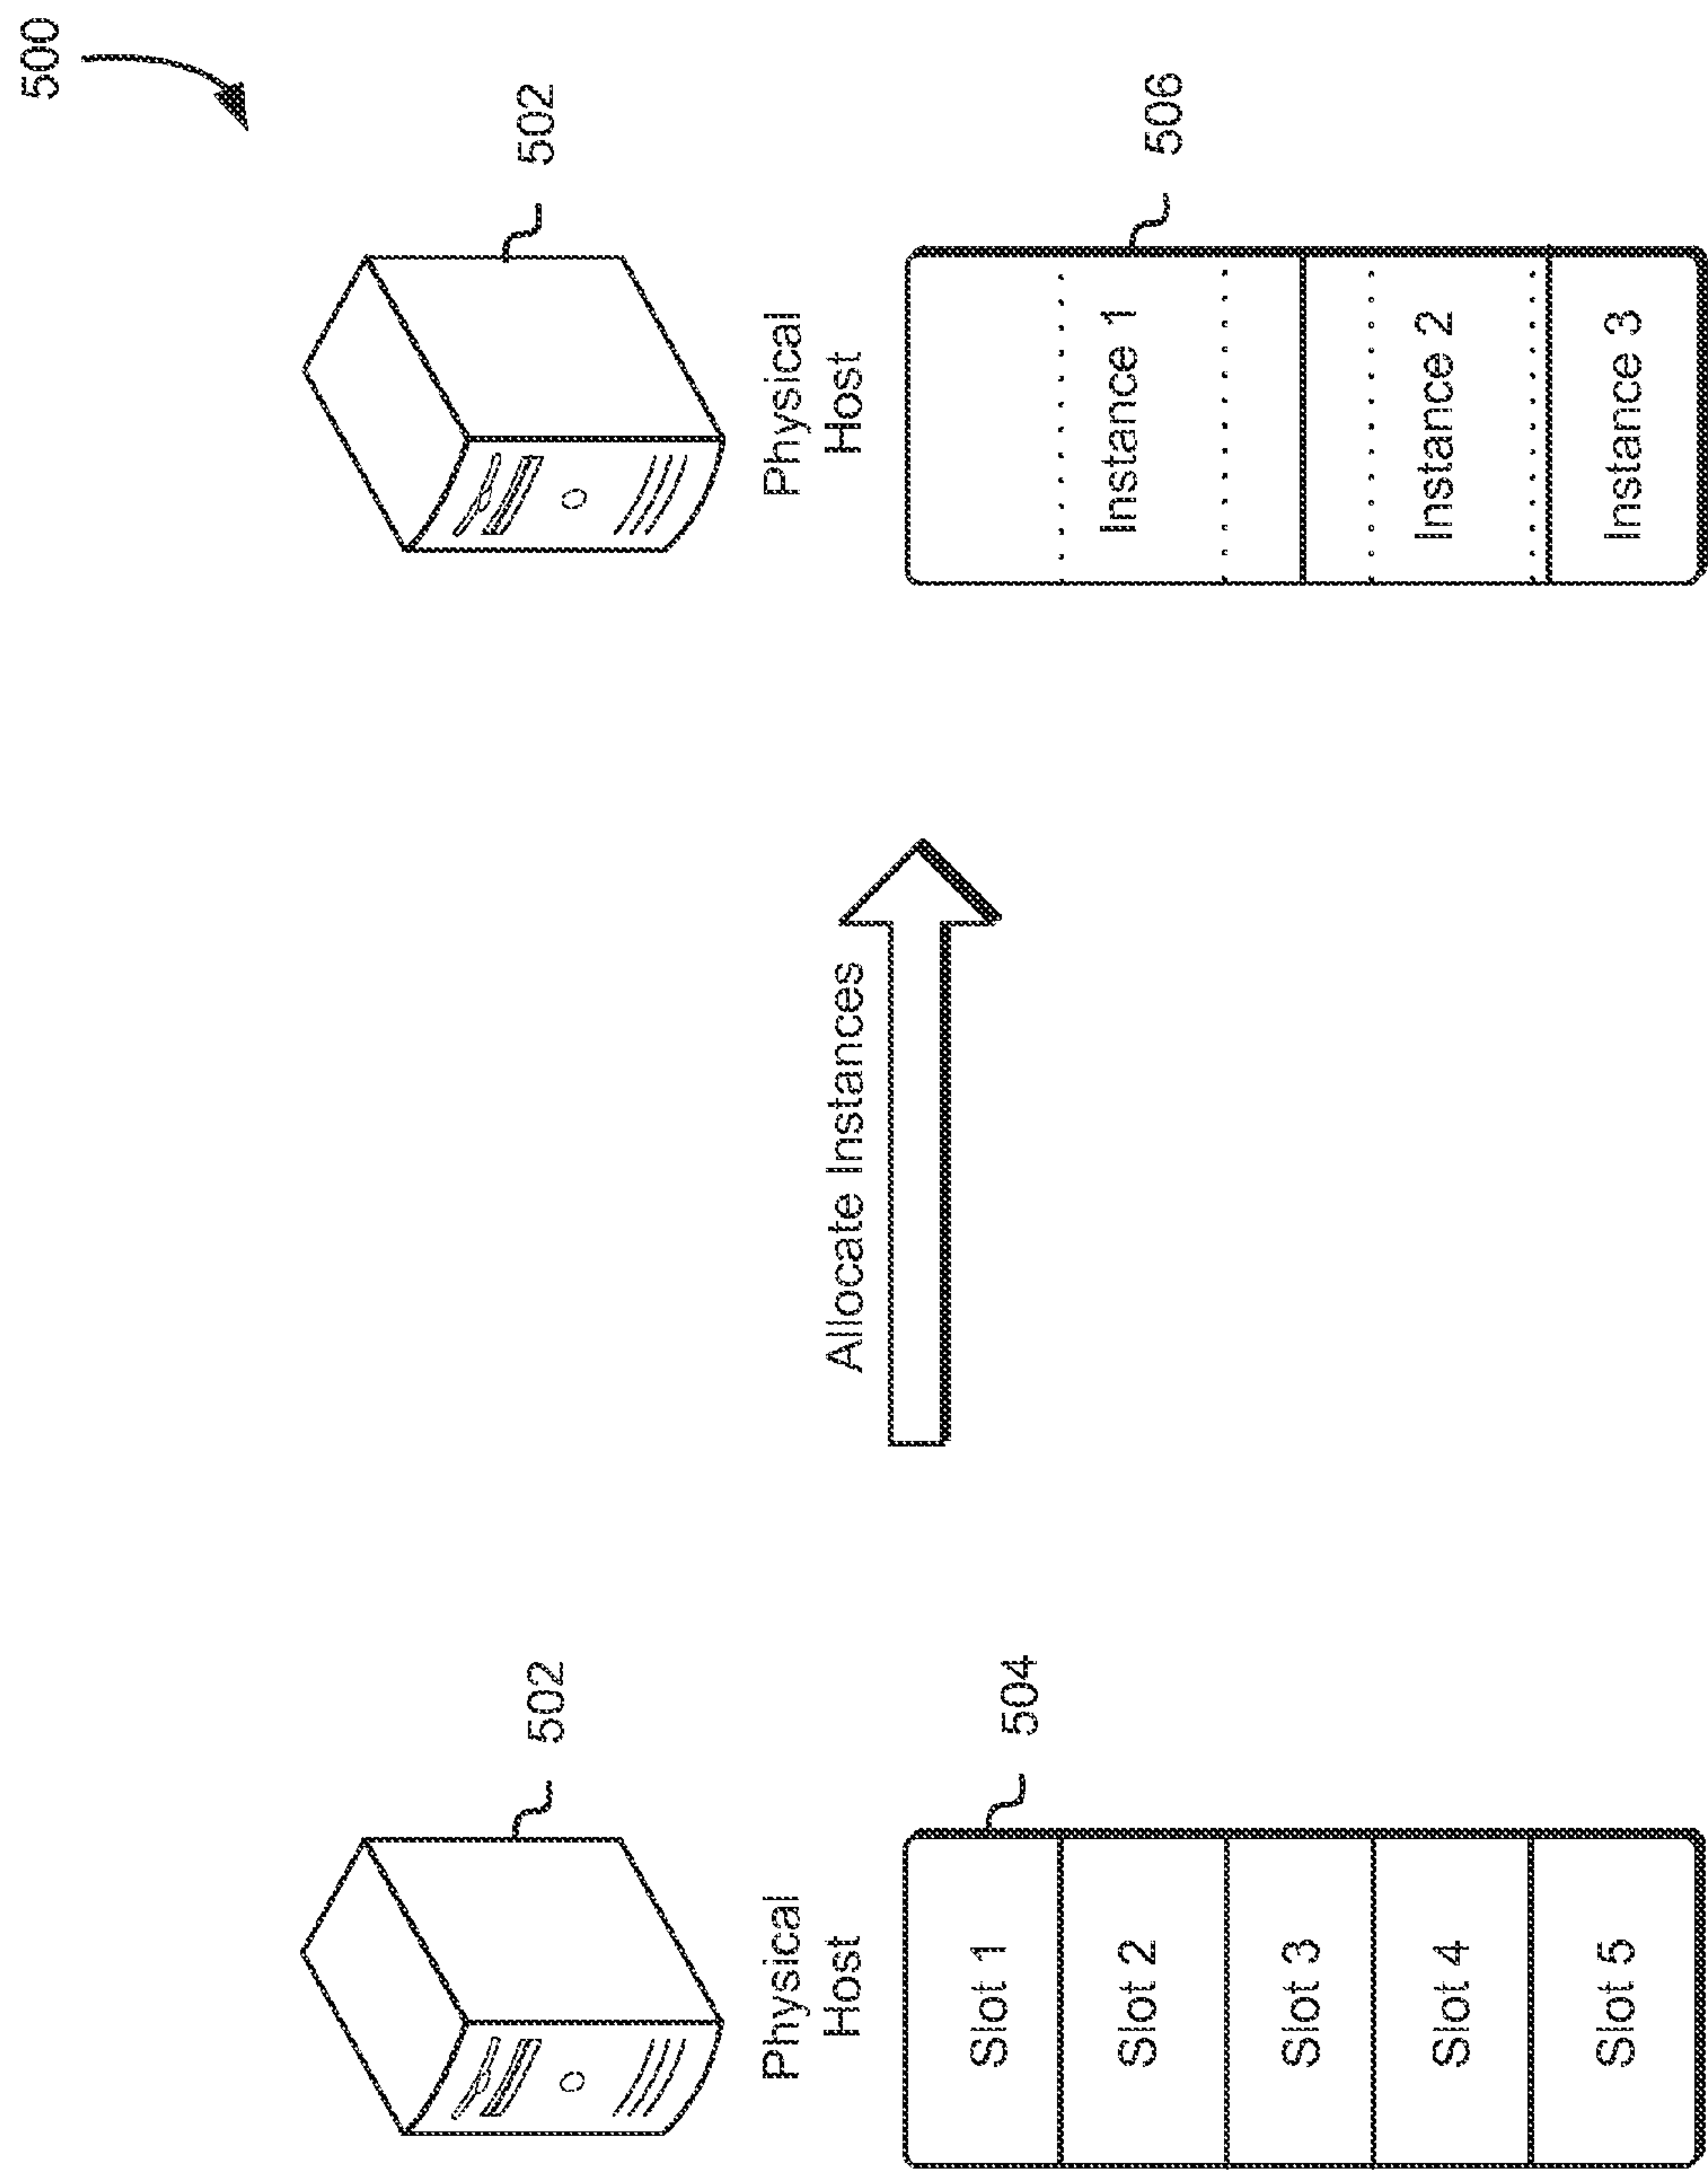 500
502
Physical
Host
504
Slot 1
Slot 2
Slot 3
Slot 4
Slot 5
Allocate Instances
502
Physical
Host
506
Instance 1
Instance 2
Instance 3